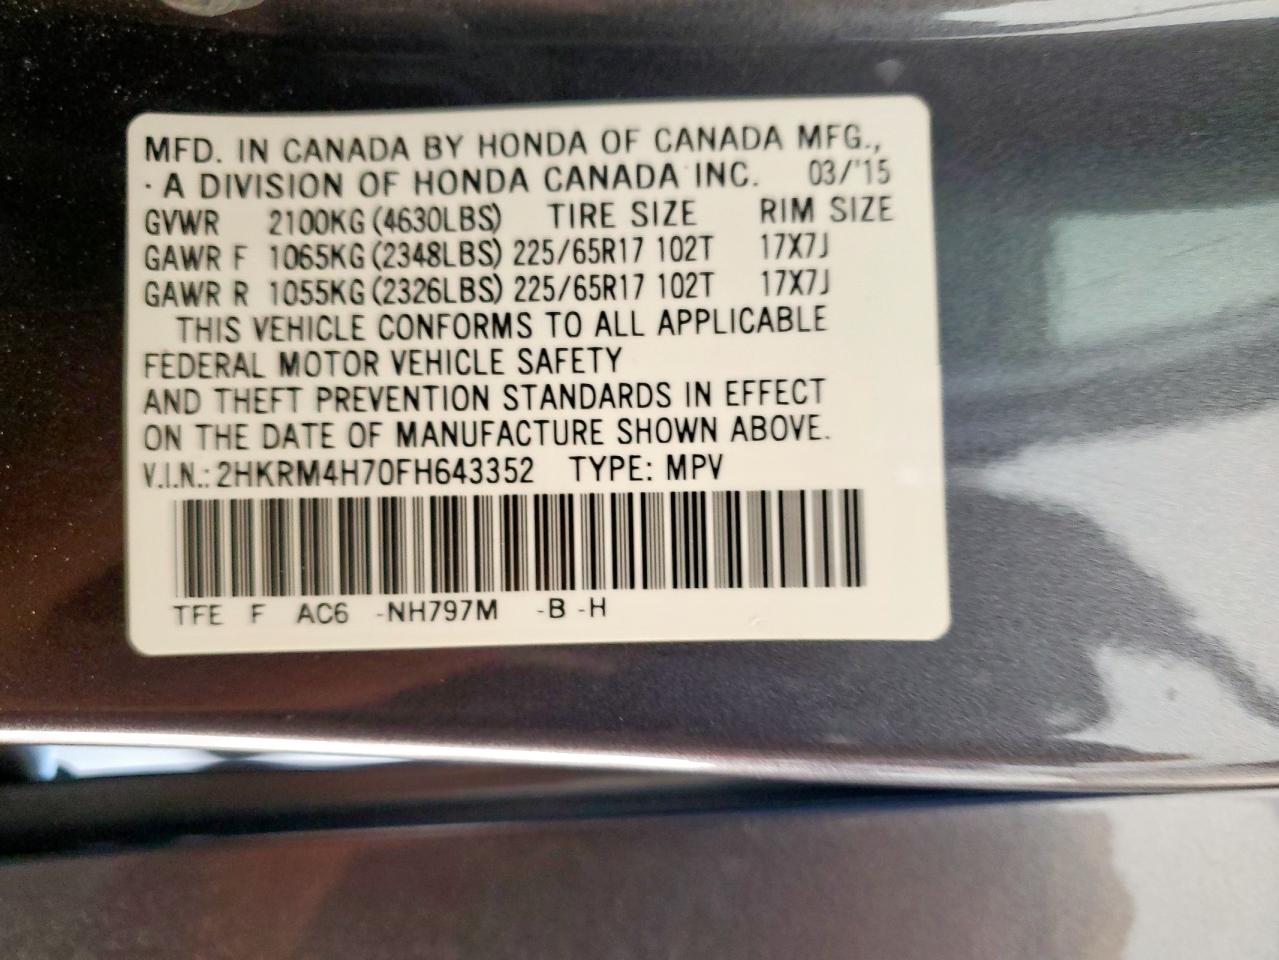 MFD. IN CANADA BY HONDA OF CANADA MFG.,
· A DIVISION OF HONDA CANADA INC. 03/'15
GVWR 2100KG (4630LBS) TIRE SIZE RIM SIZE
GAWR F 1065KG (2348LBS) 225/65R17 102T 17X7J
GAWR R 1055KG (2326LBS) 225/65R17 102T 17X7J
THIS VEHICLE CONFORMS TO ALL APPLICABLE
FEDERAL MOTOR VEHICLE SAFETY
AND THEFT PREVENTION STANDARDS IN EFFECT
ON THE DATE OF MANUFACTURE SHOWN ABOVE.
V.I.N.: 2HKRM4H70FH643352 TYPE: MPV
TFE F AC6 -NH797M -B -H